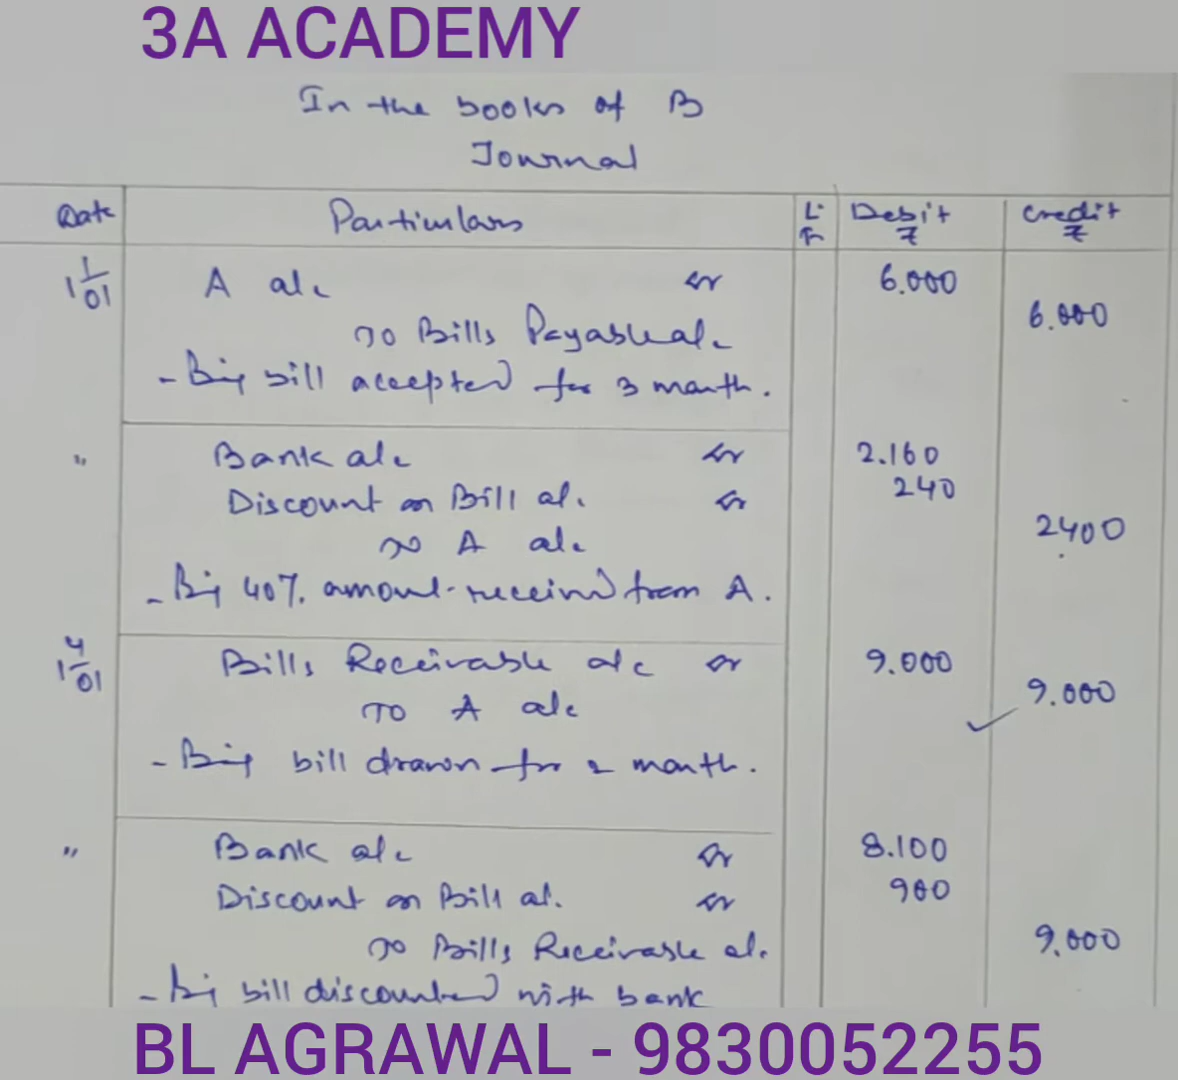 3A ACADEMY
In the books of B
Journal
Date Particulars L.F Debit ₹ Credit ₹
1/1/01 A a/c Dr 6.000
To Bills Payable a/c 6.000
- Being bill accepted for 3 month.
" Bank a/c Dr 2.160
Discount on Bill a/c. Dr 240
To A a/c 2400
- Being 40% amount received from A.
1/4/01 Bills Receivable a/c Dr 9.000
To A a/c 9.000
- Being bill drawn for 2 month.
" Bank a/c Dr 8.100
Discount on Bill a/c. Dr 900
To Bills Receivable a/c. 9.000
- Being bill discounted with bank
BL AGRAWAL - 9830052255